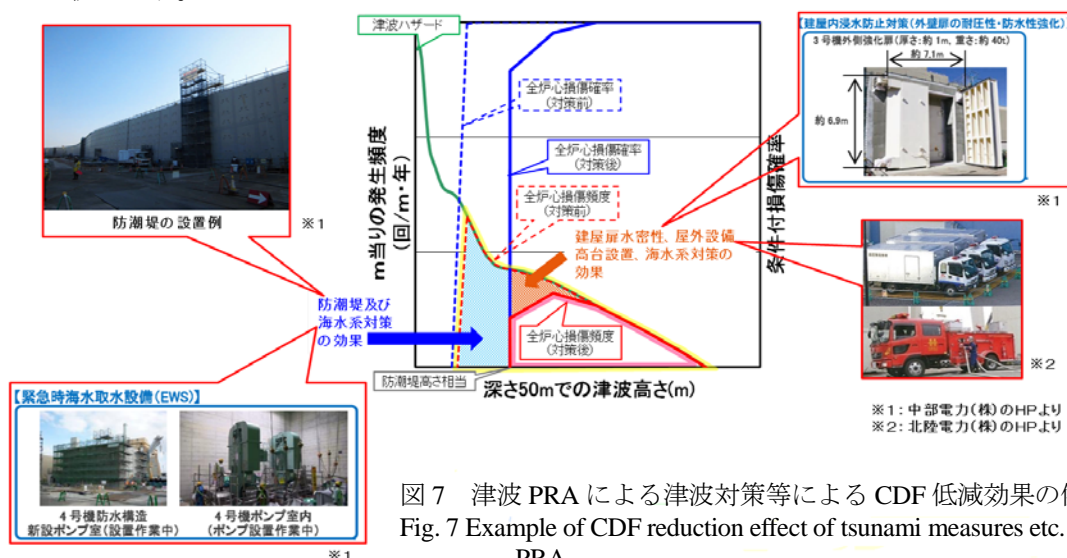 防潮堤の設置例
※1
津波ハザード
全炉心損傷確率
(対策前)
全炉心損傷確率
(対策後)
全炉心損傷頻度
(対策前)
建屋扉水密性、屋外設備
高台設置、海水系対策の
効果
全炉心損傷頻度
(対策後)
m当りの発生頻度
(回/m・年)
条件付損傷確率
防潮堤及び
海水系対策
の効果
防潮堤高さ相当
深さ50mでの津波高さ(m)
【建屋内浸水防止対策(外壁扉の耐圧性・防水性強化)】
3号機外側強化扉(厚さ:約1m, 重さ:約40t)
約7.1m
約6.9m
※1
※2
※1:中部電力(株)のHPより
※2:北陸電力(株)のHPより
【緊急時海水取水設備(EWS)】
4号機防水構造
新設ポンプ室(設置作業中)
4号機ポンプ室内
(ポンプ設置作業中)
※1
図7 津波PRAによる津波対策等によるCDF低減効果の
Fig. 7 Example of CDF reduction effect of tsunami measures etc.
PRA